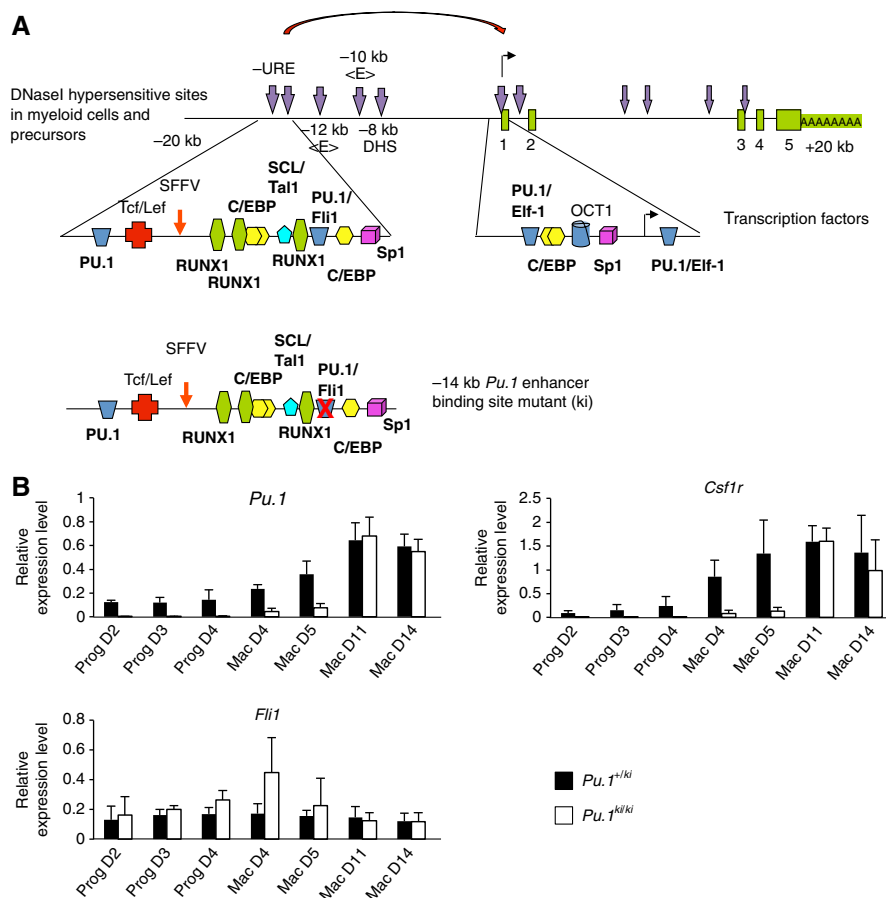 A
DNaseI hypersensitive sites
in myeloid cells and
precursors
–URE
–10 kb
<E>
–12 kb
<E>
–8 kb
DHS
–20 kb
1
2
3
4
5
AAAAAAAA
+20 kb
SFFV
Tcf/Lef
PU.1
RUNX1
C/EBP
RUNX1
SCL/
Tal1
RUNX1
PU.1/
Fli1
C/EBP
Sp1
PU.1/
Elf-1
C/EBP
OCT1
Sp1
PU.1/Elf-1
Transcription factors
SFFV
Tcf/Lef
PU.1
RUNX1
C/EBP
SCL/
Tal1
RUNX1
PU.1/
Fli1
C/EBP
Sp1
–14 kb Pu.1 enhancer
binding site mutant (ki)
B
Pu.1
Relative
expression level
1
0.8
0.6
0.4
0.2
0
Prog D2
Prog D3
Prog D4
Mac D4
Mac D5
Mac D11
Mac D14
Csf1r
Relative
expression level
2.5
2
1.5
1
0.5
0
Prog D2
Prog D3
Prog D4
Mac D4
Mac D5
Mac D11
Mac D14
Fli1
Relative
expression level
0.8
0.6
0.4
0.2
0
Prog D2
Prog D3
Prog D4
Mac D4
Mac D5
Mac D11
Mac D14
Pu.1+/ki
Pu.1ki/ki